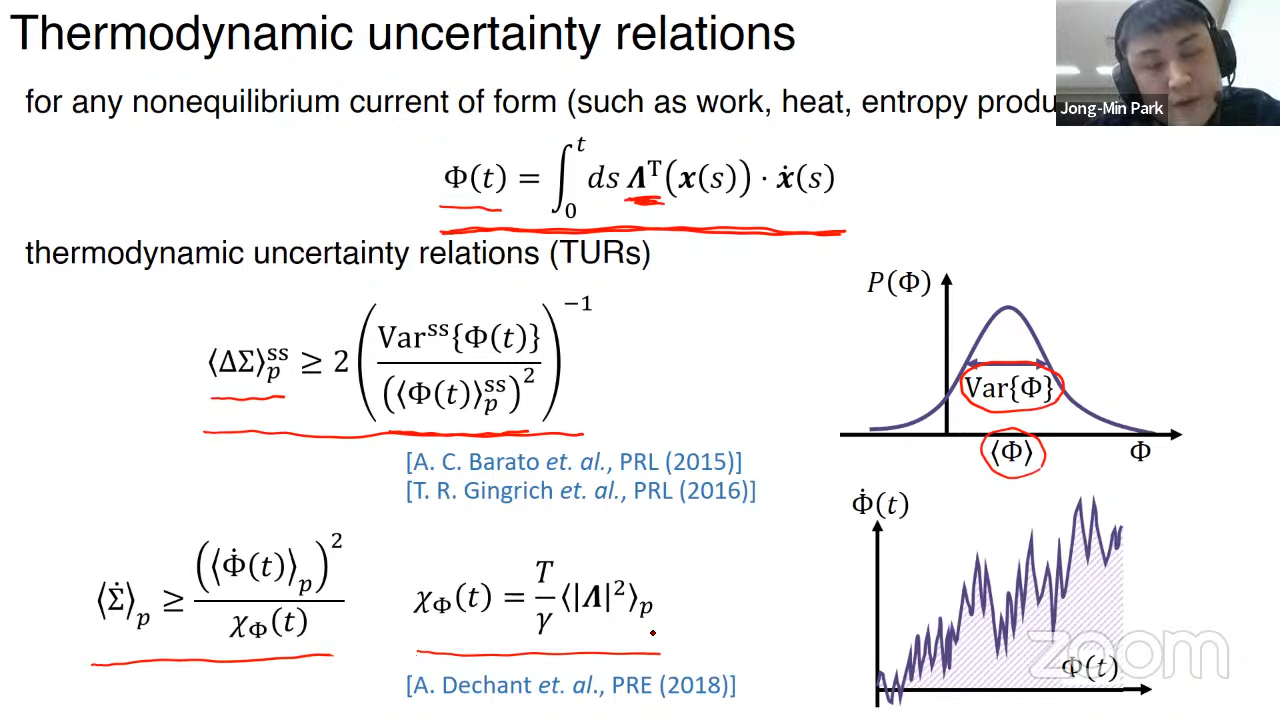 Thermodynamic uncertainty relations
for any nonequilibrium current of form (such as work, heat, entropy produ
Jong-Min Park
Φ(t) = ∫₀ᵗ ds Λᵀ(x(s)) · ẋ(s)
thermodynamic uncertainty relations (TURs)
⟨ΔΣ⟩ₚˢˢ ≥ 2 (Varˢˢ{Φ(t)} / (⟨Φ(t)⟩ₚˢˢ)²)⁻¹
[A. C. Barato et. al., PRL (2015)]
[T. R. Gingrich et. al., PRL (2016)]
P(Φ)
Var{Φ}
⟨Φ⟩ Φ
⟨Σ̇⟩ₚ ≥ (⟨Φ̇(t)⟩ₚ)² / χ_Φ(t)
χ_Φ(t) = T/γ ⟨|Λ|²⟩ₚ
[A. Dechant et. al., PRE (2018)]
Φ̇(t)
Φ(t)
zoom